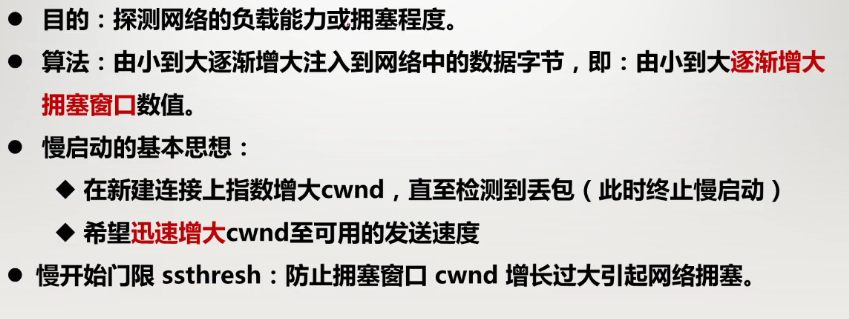 ● 目的：探测网络的负载能力或拥塞程度。
● 算法：由小到大逐渐增大注入到网络中的数据字节，即：由小到大逐渐增大
拥塞窗口数值。
● 慢启动的基本思想：
◆ 在新建连接上指数增大cwnd，直至检测到丢包（此时终止慢启动）
◆ 希望迅速增大cwnd至可用的发送速度
● 慢开始门限 ssthresh：防止拥塞窗口 cwnd 增长过大引起网络拥塞。